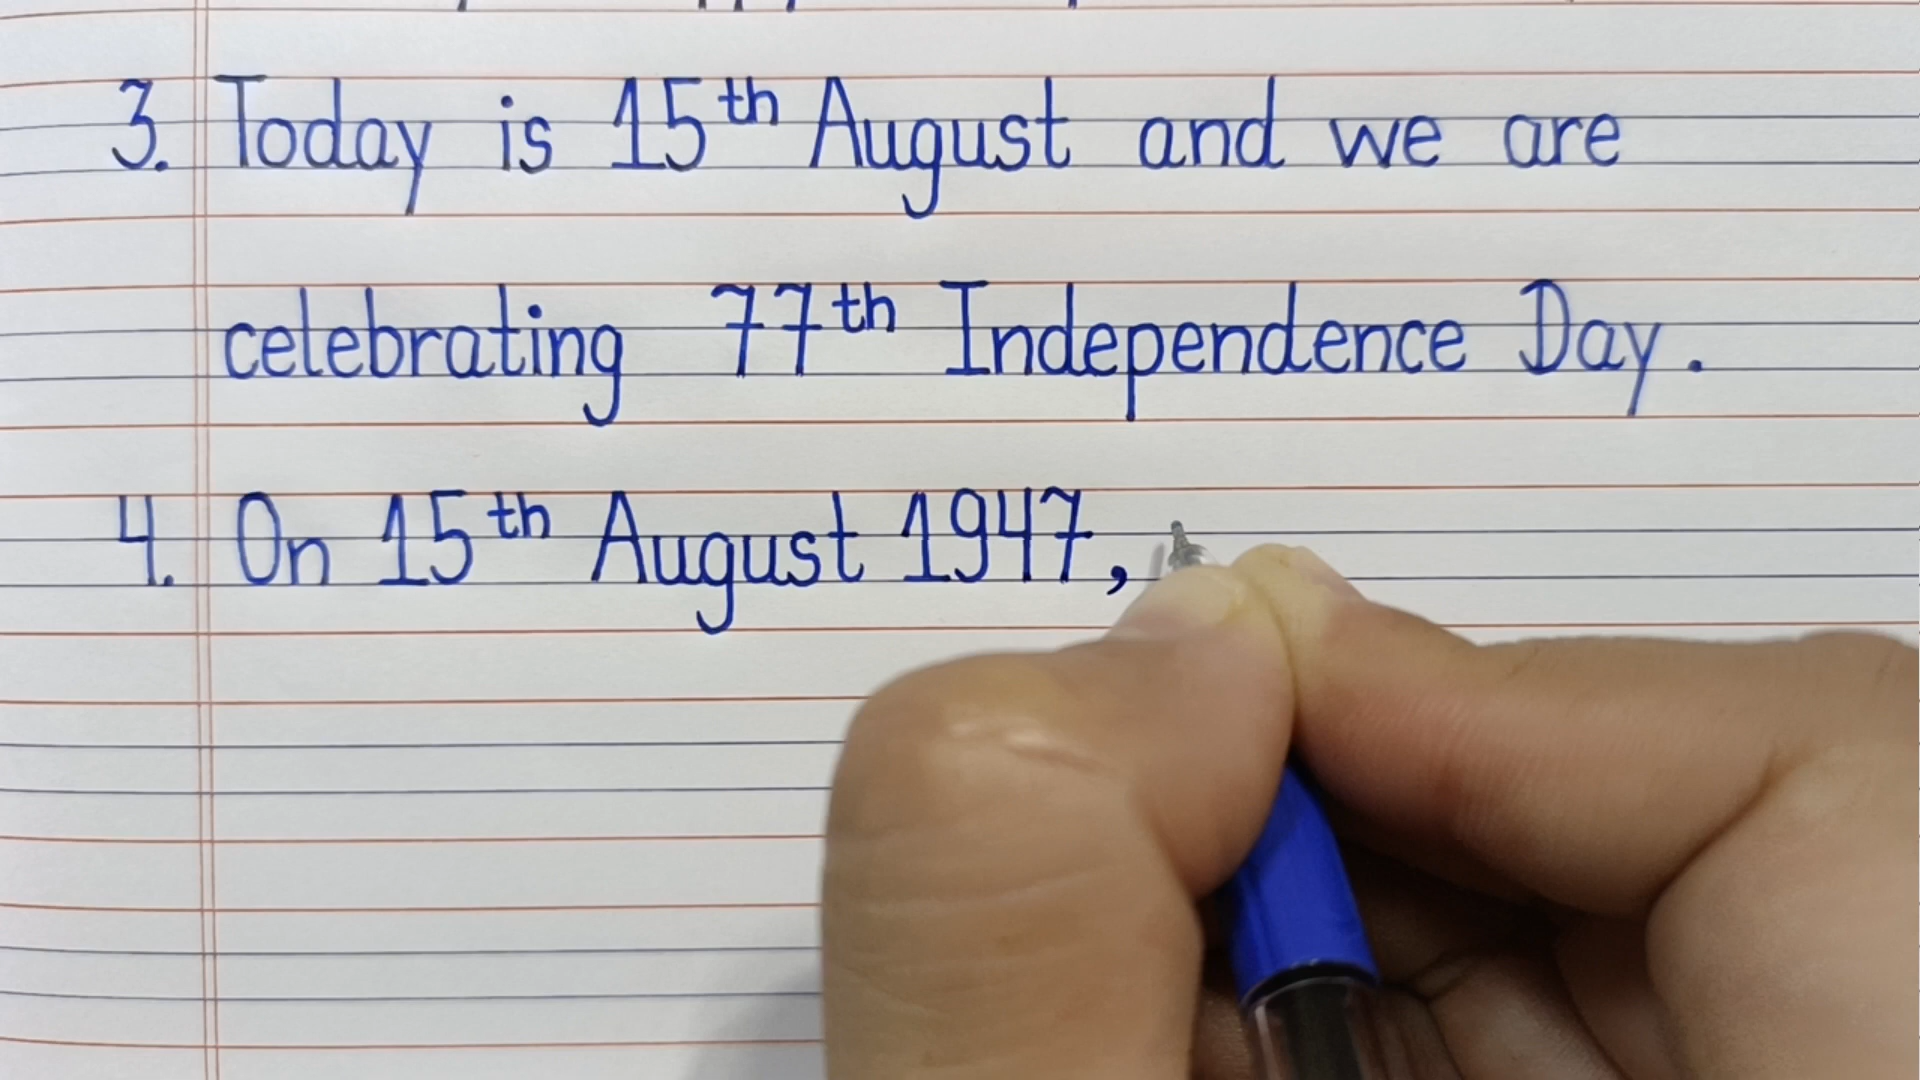 3. Today is 15th August and we are
celebrating 77th Independence Day.
4. On 15th August 1947,